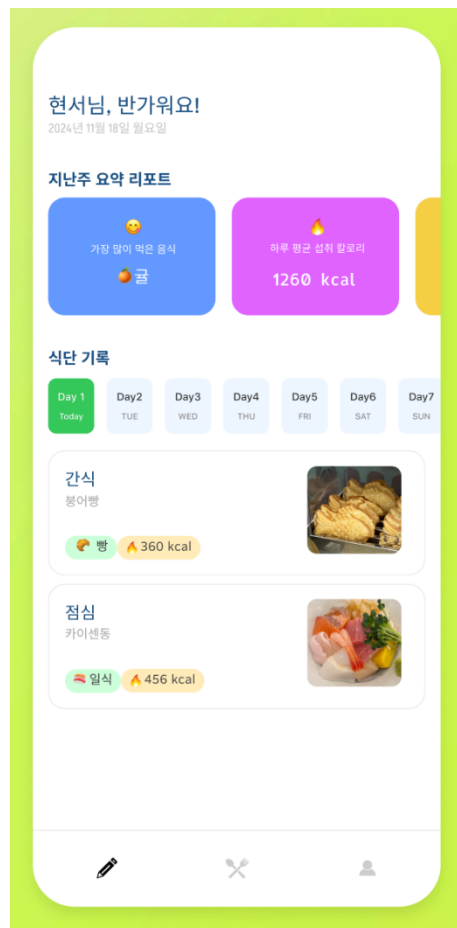 현서님, 반가워요!
2024년 11월 18일 월요일
지난주 요약 리포트
가장 많이 먹은 음식
귤
하루 평균 섭취 칼로리
1260 kcal
식단 기록
Day 1 Day2 Day3 Day4 Day5 Day6 Day7
Today TUE WED THU FRI SAT SUN
간식
붕어빵
빵 360 kcal
점심
카이센동
일식 456 kcal